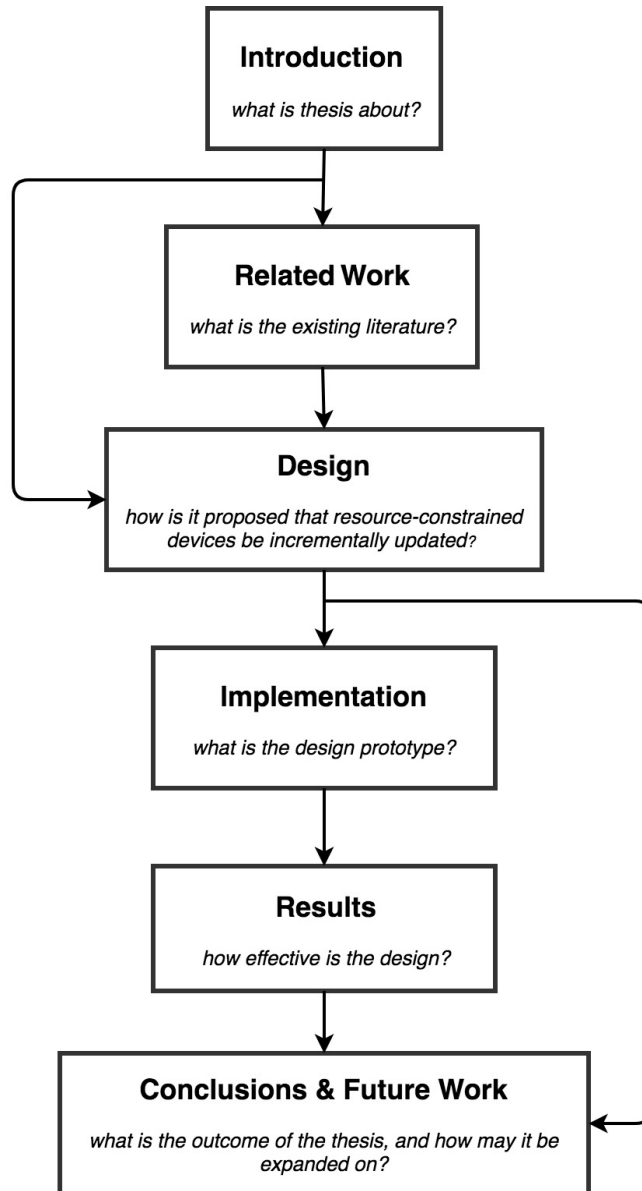 Introduction
what is thesis about?
Related Work
what is the existing literature?
Design
how is it proposed that resource-constrained
devices be incrementally updated?
Implementation
what is the design prototype?
Results
how effective is the design?
Conclusions & Future Work
what is the outcome of the thesis, and how may it be
expanded on?